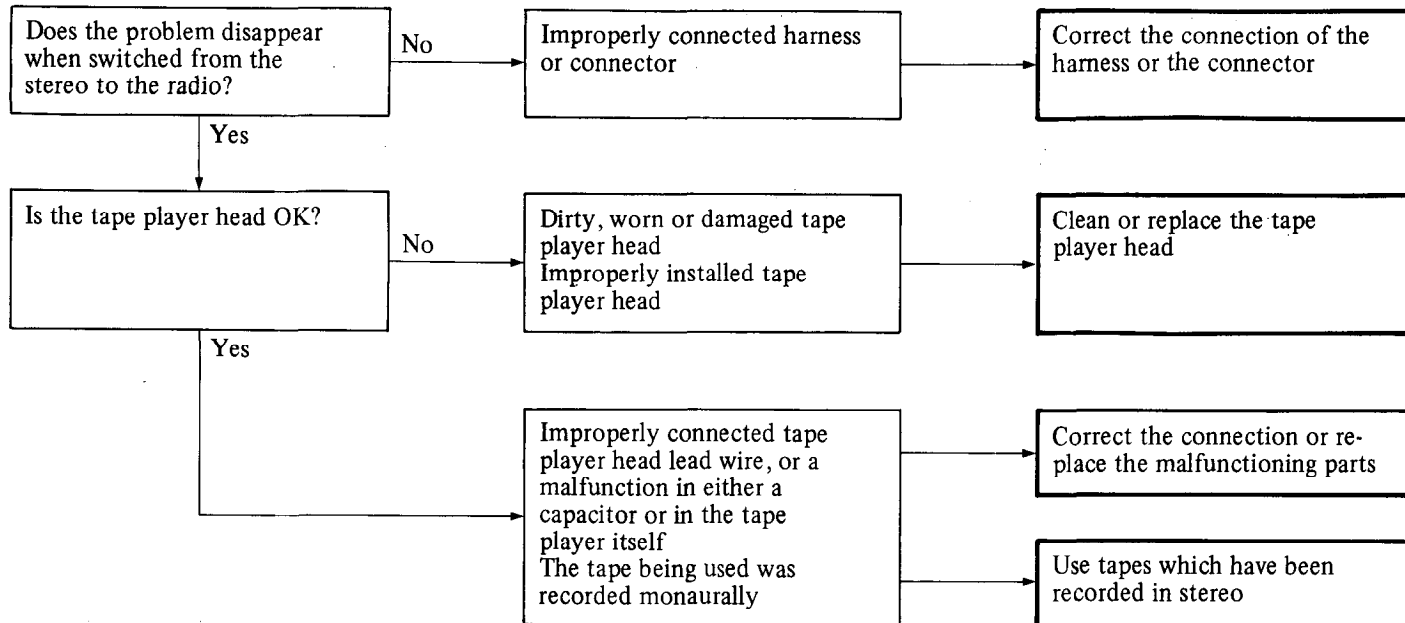 Does the problem disappear
when switched from the
stereo to the radio?
No
Improperly connected harness
or connector
Correct the connection of the
harness or the connector
Yes
Is the tape player head OK?
No
Dirty, worn or damaged tape
player head
Improperly installed tape
player head
Clean or replace the tape
player head
Yes
Improperly connected tape
player head lead wire, or a
malfunction in either a
capacitor or in the tape
player itself
The tape being used was
recorded monaurally
Correct the connection or re-
place the malfunctioning parts
Use tapes which have been
recorded in stereo